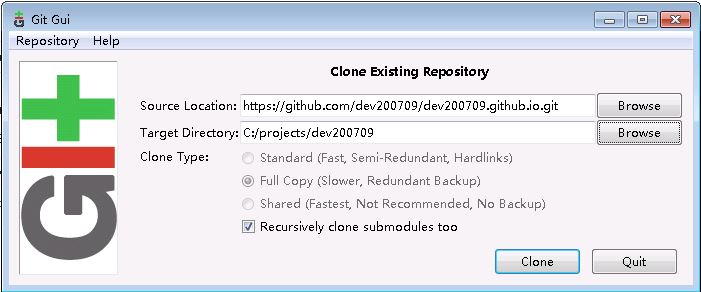 Git Gui
Repository Help
Clone Existing Repository
Source Location: https://github.com/dev200709/dev200709.github.io.git Browse
Target Directory: C:/projects/dev200709 Browse
Clone Type: Standard (Fast, Semi-Redundant, Hardlinks)
Full Copy (Slower, Redundant Backup)
Shared (Fastest, Not Recommended, No Backup)
Recursively clone submodules too
Clone Quit